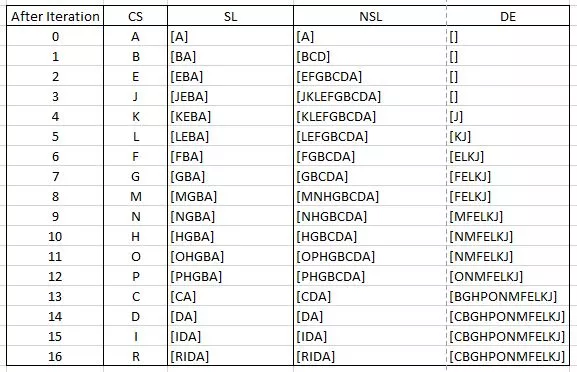 After Iteration CS SL NSL DE
0 A [A] [A] []
1 B [BA] [BCD] []
2 E [EBA] [EFGBCDA] []
3 J [JEBA] [JKLEFGBCDA] []
4 K [KEBA] [KLEFGBCDA] [J]
5 L [LEBA] [LEFGBCDA] [KJ]
6 F [FBA] [FGBCDA] [ELKJ]
7 G [GBA] [GBCDA] [FELKJ]
8 M [MGBA] [MNHGBCDA] [FELKJ]
9 N [NGBA] [NHGBCDA] [MFELKJ]
10 H [HGBA] [HGBCDA] [NMFELKJ]
11 O [OHGBA] [OPHGBCDA] [NMFELKJ]
12 P [PHGBA] [PHGBCDA] [ONMFELKJ]
13 C [CA] [CDA] [BGHPONMFELKJ]
14 D [DA] [DA] [CBGHPONMFELKJ]
15 I [IDA] [IDA] [CBGHPONMFELKJ]
16 R [RIDA] [RIDA] [CBGHPONMFELKJ]